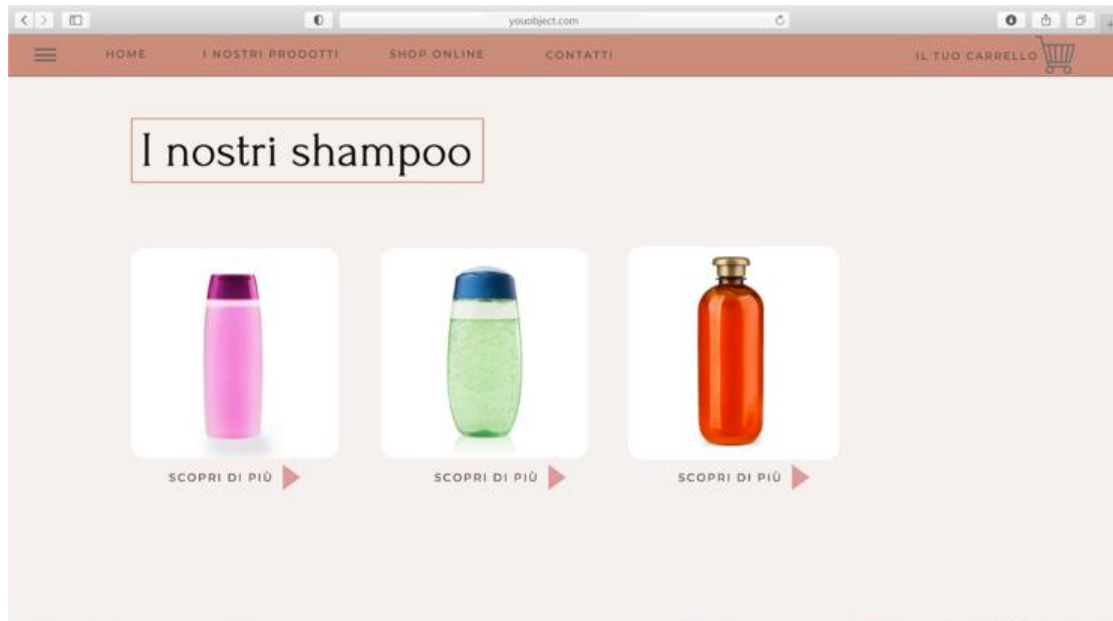 youobject.com
HOME I NOSTRI PRODOTTI SHOP ONLINE CONTATTI IL TUO CARRELLO
I nostri shampoo
SCOPRI DI PIÙ SCOPRI DI PIÙ SCOPRI DI PIÙ